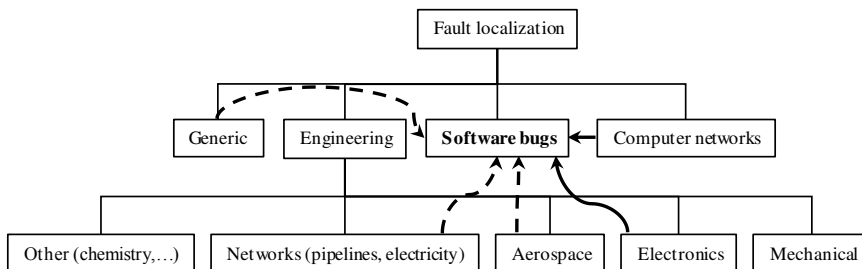 Fault localization
Generic
Engineering
Software bugs
Computer networks
Other (chemistry,…)
Networks (pipelines, electricity)
Aerospace
Electronics
Mechanical